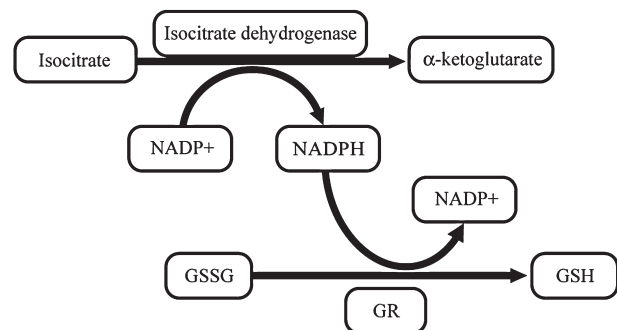 Isocitrate dehydrogenase
Isocitrate
α-ketoglutarate
NADP+
NADPH
NADP+
GSSG
GSH
GR